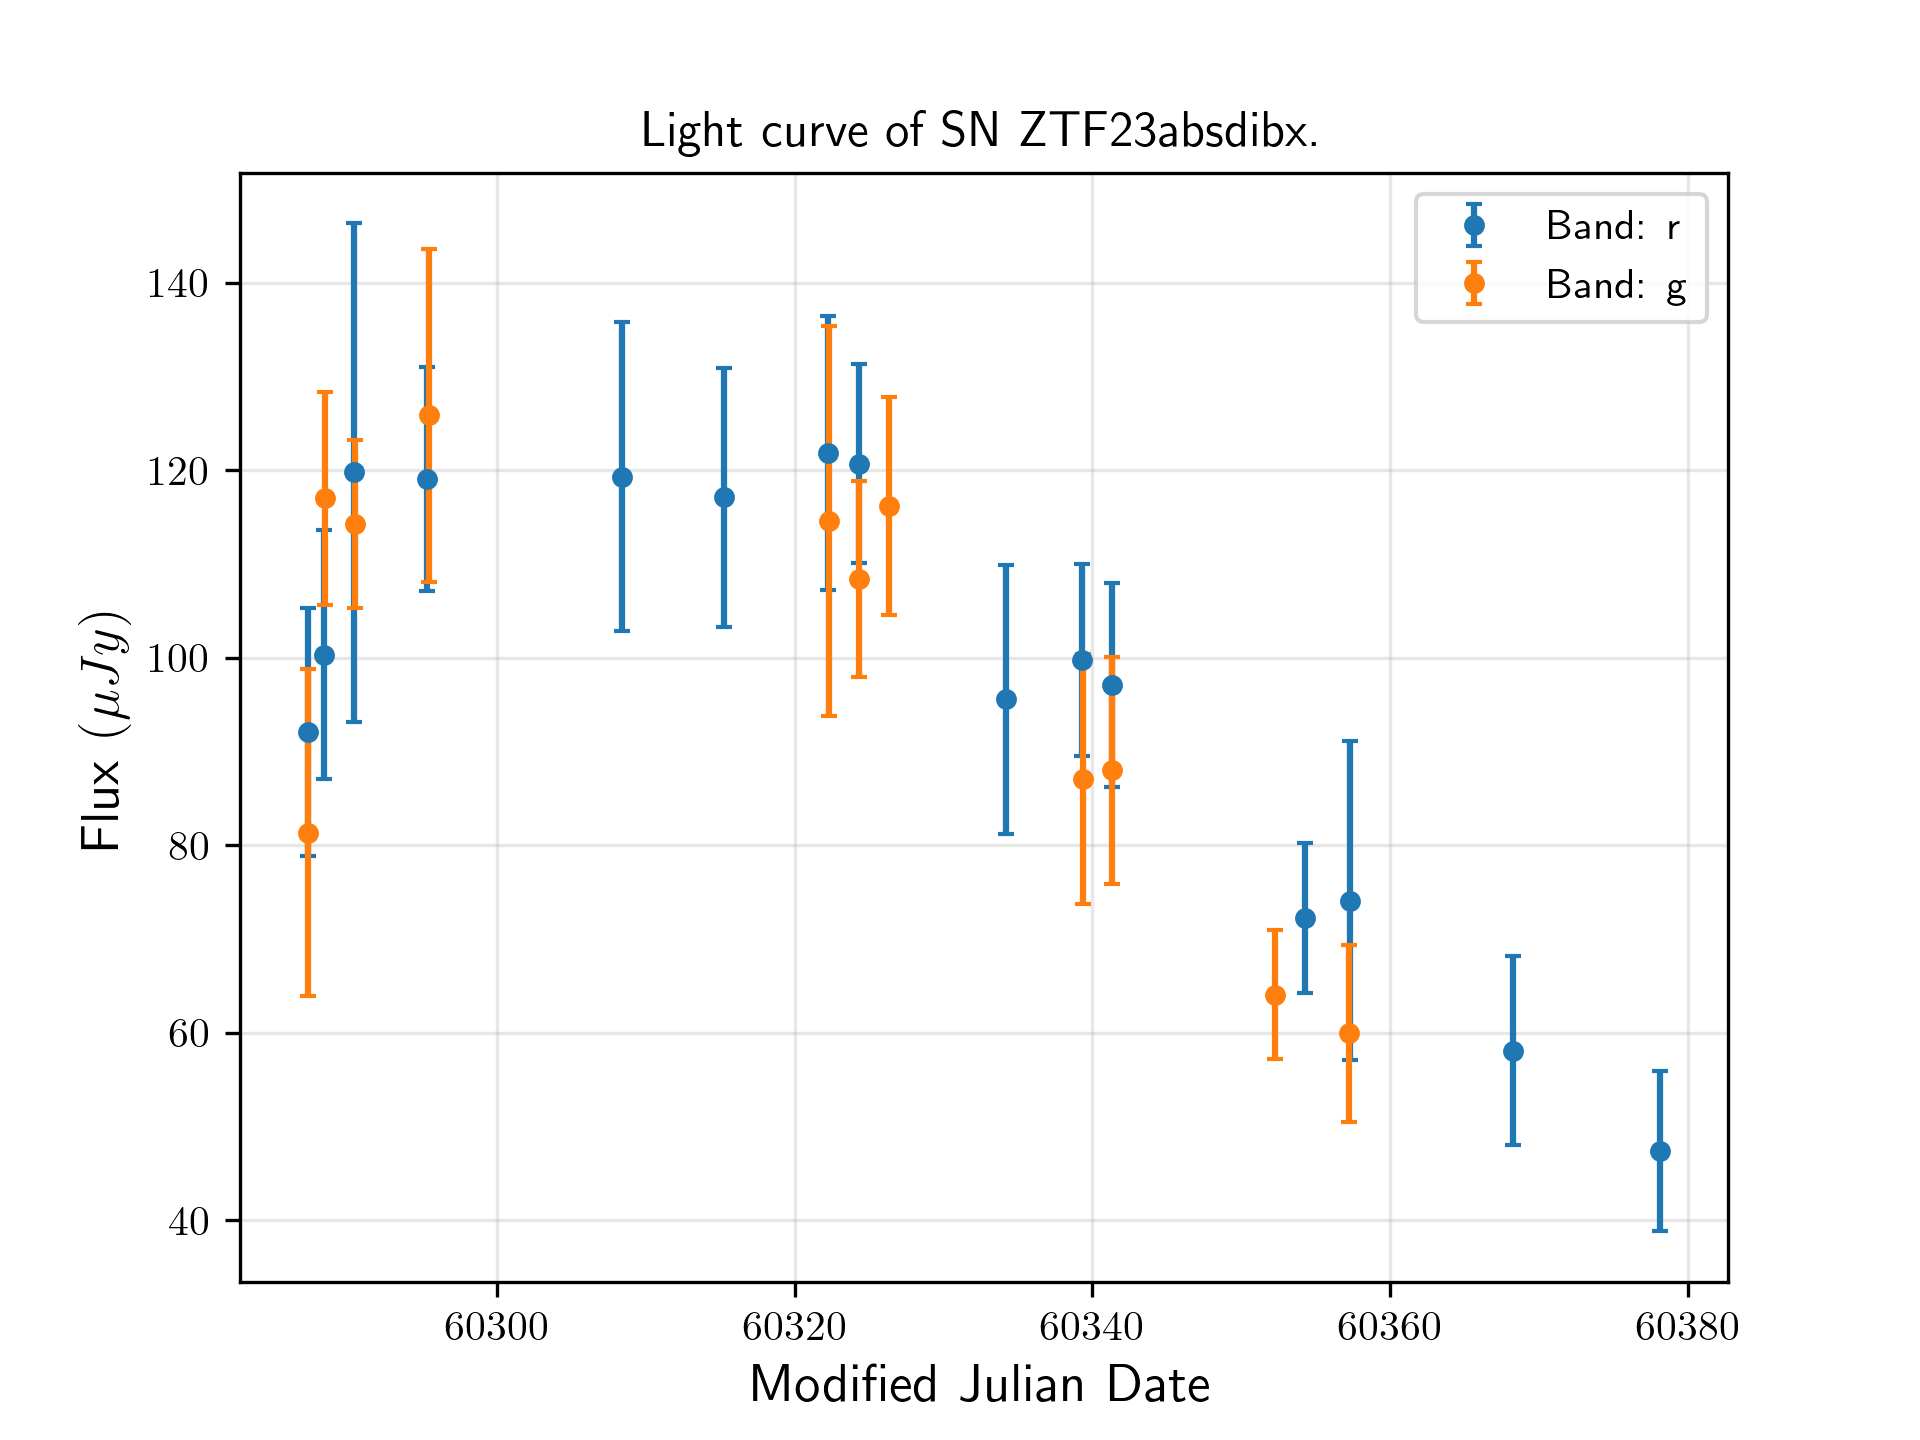 Light curve of SN ZTF23absdibx.
Band: r
Band: g
140
120
100
80
60
40
Flux (μJy)
60300 60320 60340 60360 60380
Modified Julian Date